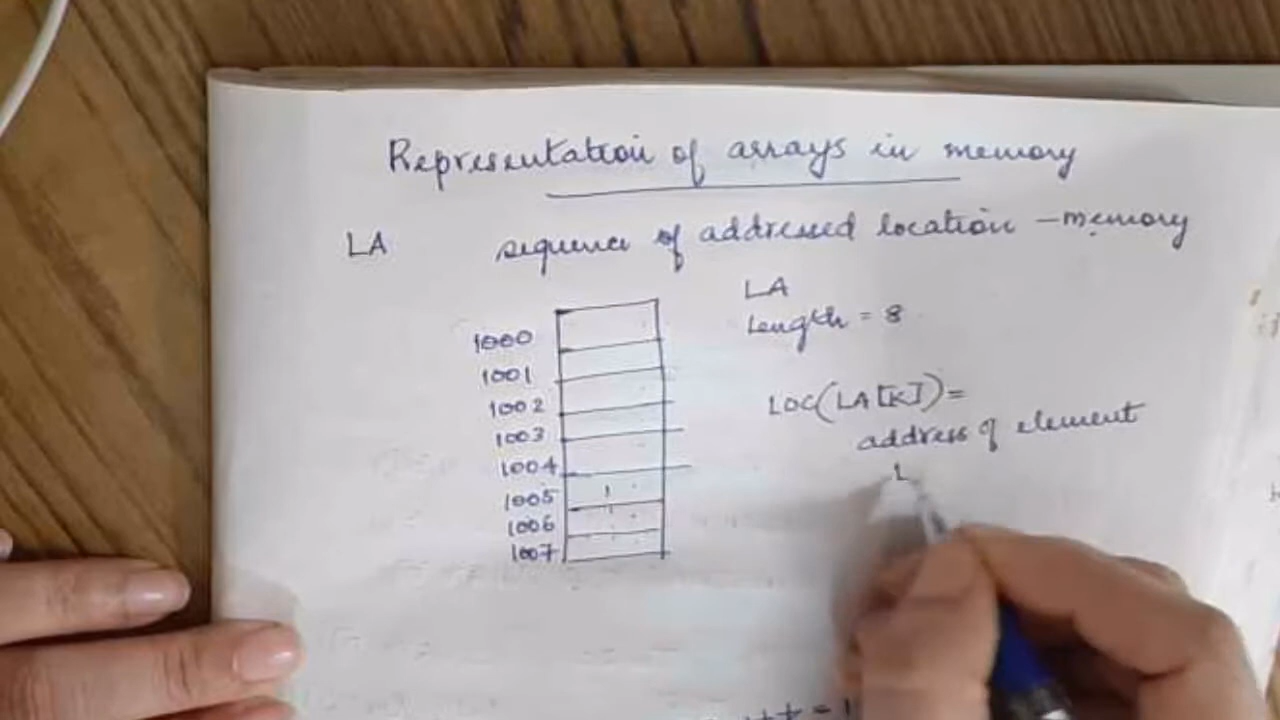 Representation of arrays in memory
LA sequence of addressed location - memory
LA
Length = 8
1000
1001
1002
1003
1004
1005
1006
1007
LOC(LA[K]) =
address of element
L